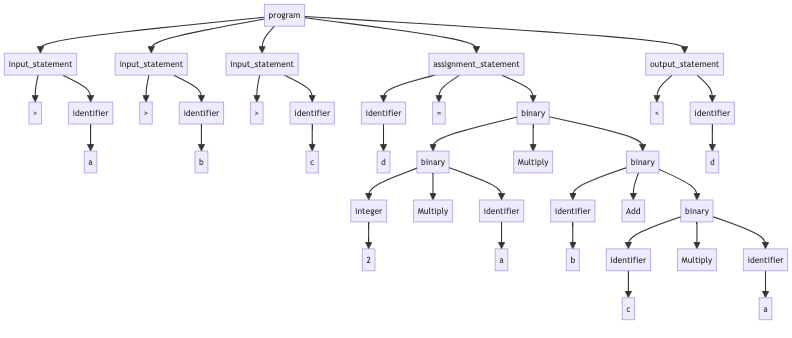 program
input_statement
input_statement
input_statement
assignment_statement
output_statement
>
identifier
>
identifier
>
identifier
identifier
=
binary
<
identifier
a
b
c
d
binary
Multiply
binary
d
integer
Multiply
identifier
identifier
Add
binary
2
a
b
identifier
Multiply
identifier
c
a